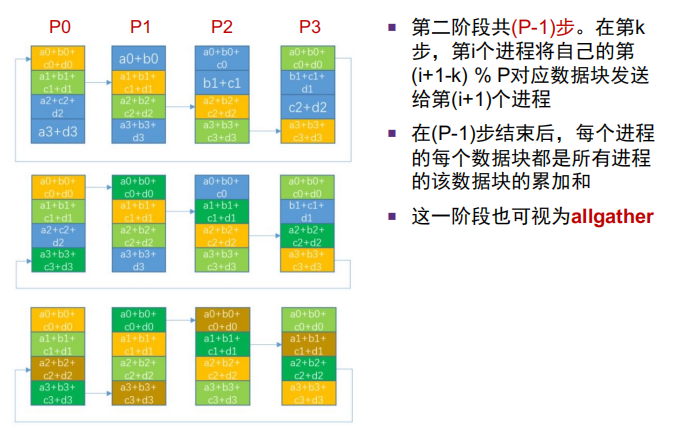 P0
P1
P2
P3
a0+b0+
c0+d0
a1+b1+
c1+d1
a2+c2+
d2
a3+d3
a0+b0
a1+b1+
c1+d1
a2+b2+
c2+d2
a3+b3+
d3
a0+b0+
c0
b1+c1
a2+b2+
c2+d2
a3+b3+
c3+d3
a0+b0+
c0+d0
b1+c1+
d1
c2+d2
a3+b3+
c3+d3
a0+b0+
c0+d0
a1+b1+
c1+d1
a2+c2+
d2
a3+b3+
c3+d3
a0+b0+
c0+d0
a1+b1+
c1+d1
a2+b2+
c2+d2
a3+b3+
d3
a0+b0+
c0
a1+b1+
c1+d1
a2+b2+
c2+d2
a3+b3+
c3+d3
a0+b0+
c0+d0
b1+c1+
d1
a2+b2+
c2+d2
a3+b3+
c3+d3
a0+b0+
c0+d0
a1+b1+
c1+d1
a2+b2+
c2+d2
a3+b3+
c3+d3
a0+b0+
c0+d0
a1+b1+
c1+d1
a2+b2+
c2+d2
a3+b3+
c3+d3
a0+b0+
c0+d0
a1+b1+
c1+d1
a2+b2+
c2+d2
a3+b3+
c3+d3
a0+b0+
c0+d0
a1+b1+
c1+d1
a2+b2+
c2+d2
a3+b3+
c3+d3
第二阶段共(P-1)步。在第k
步，第i个进程将自己的第
(i+1-k) % P对应数据块发送
给第(i+1)个进程
在(P-1)步结束后，每个进程
的每个数据块都是所有进程
的该数据块的累加和
这一阶段也可视为allgather